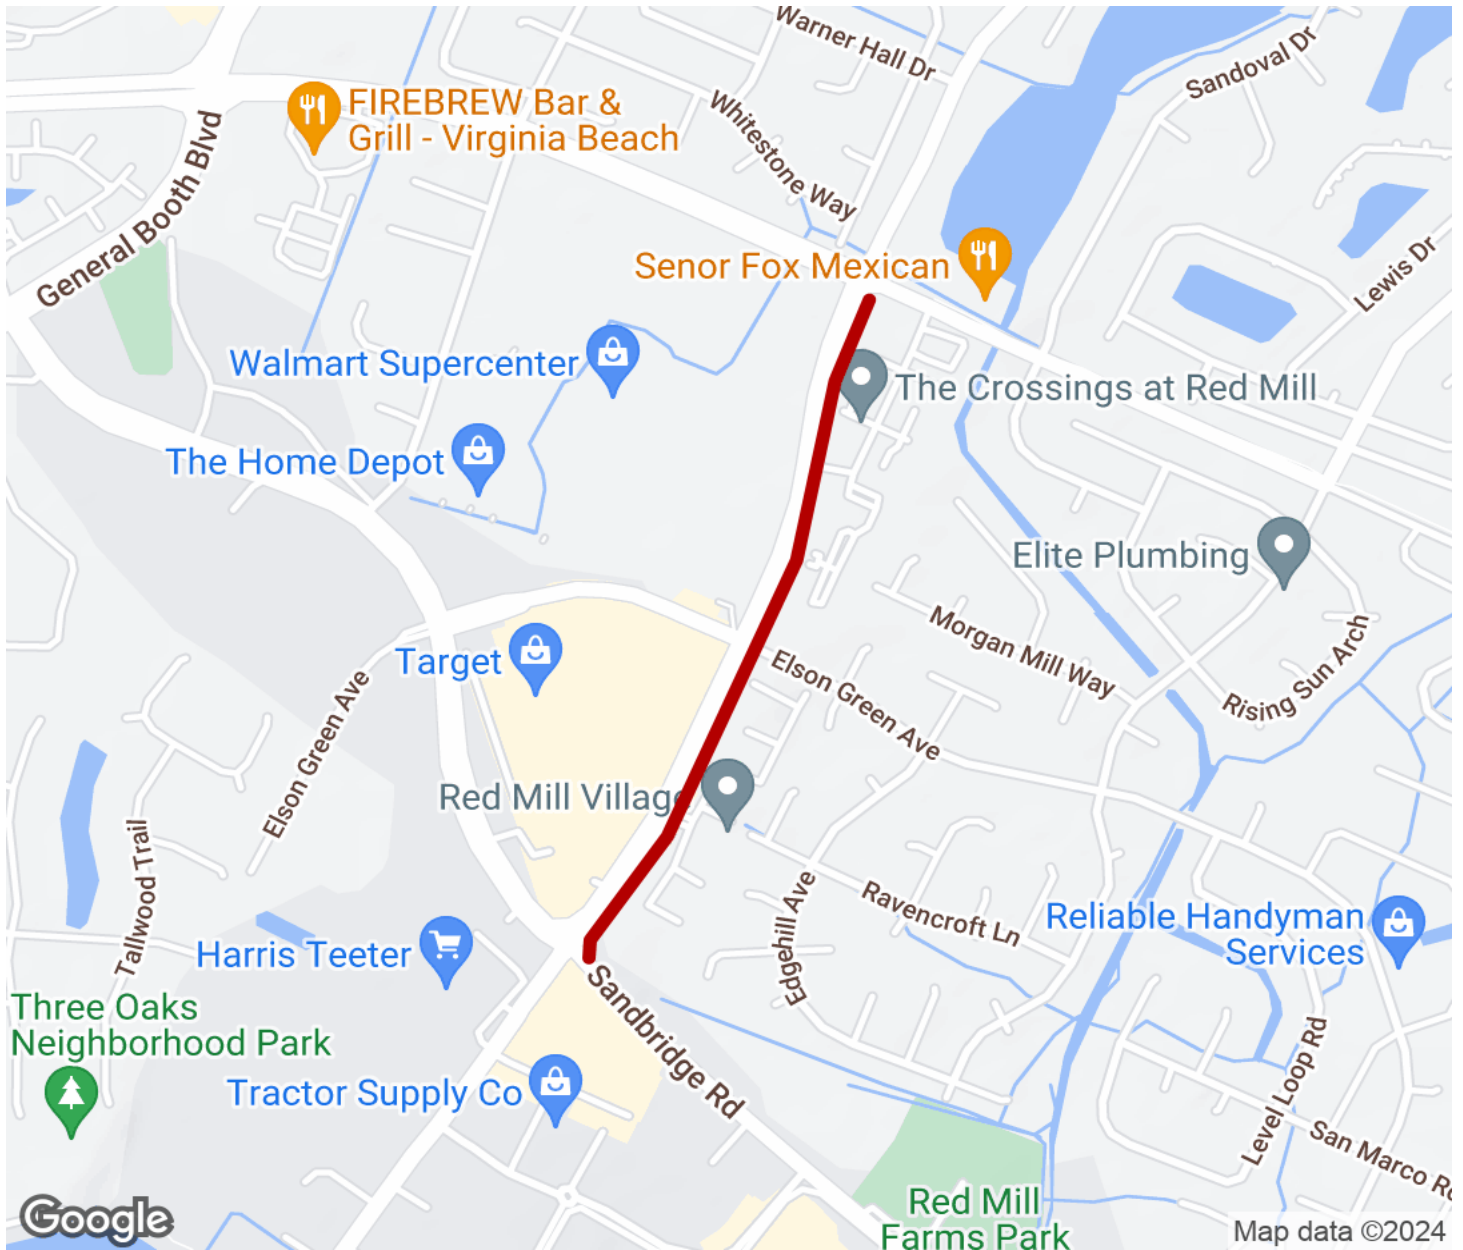 Warner Hall Dr
Sandoval Dr
FIREBREW Bar &
Grill - Virginia Beach
Whitestone Way
General Booth Blvd
Senor Fox Mexican
Lewis Dr
Walmart Supercenter
The Crossings at Red Mill
The Home Depot
Elite Plumbing
Morgan Mill Way
Target
Elson Green Ave
Rising Sun Arch
Elson Green Ave
Red Mill Village
Tallwood Trail
Edgehill Ave
Ravencroft Ln
Reliable Handyman
Services
Harris Teeter
Three Oaks
Neighborhood Park
Sandbridge Rd
Tractor Supply Co
Level Loop Rd
San Marco R
Red Mill
Farms Park
Google
Map data ©2024